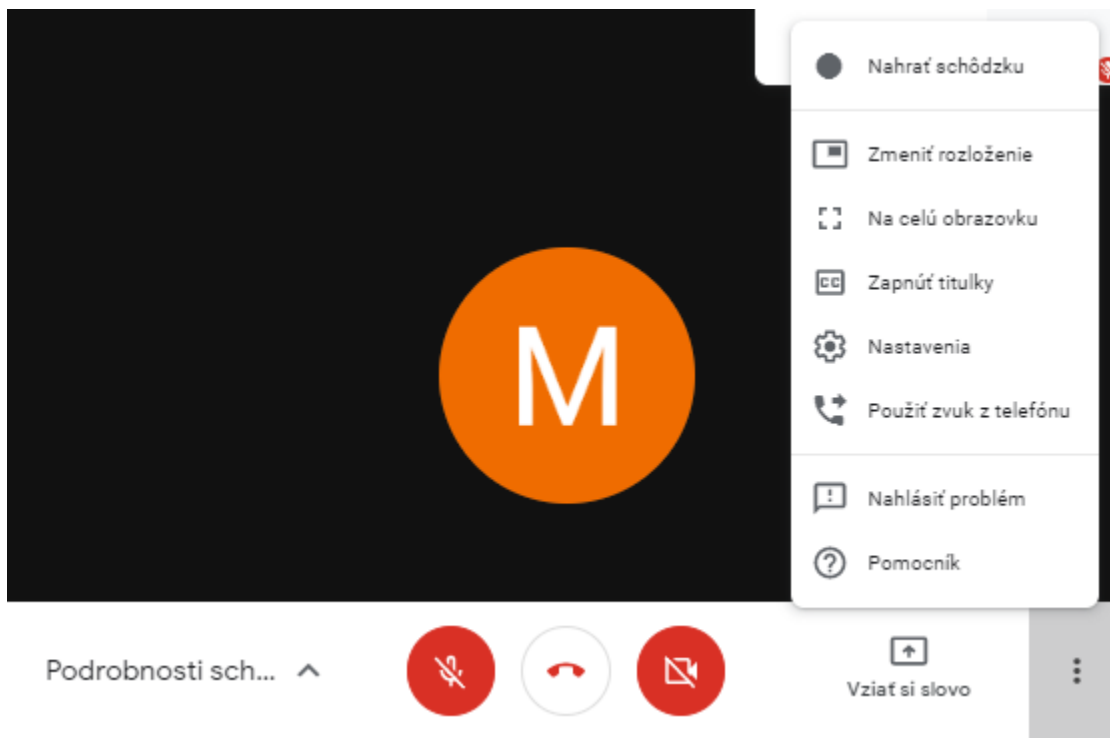 Nahrať schôdzku
Zmeniť rozloženie
Na celú obrazovku
CC
Zapnúť titulky
Nastavenia
Použiť zvuk z telefónu
Nahlásiť problém
Pomocník
M
Podrobnosti sch...
Vziať si slovo